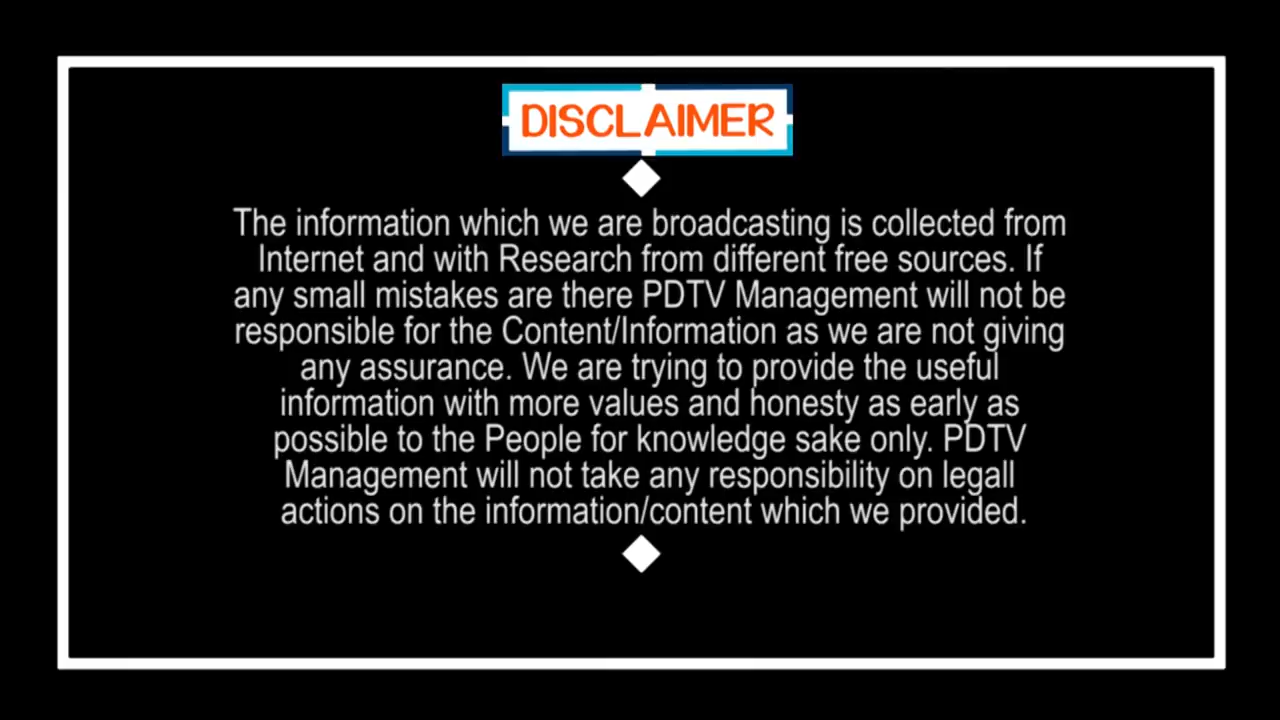 DISCLAIMER
The information which we are broadcasting is collected from
Internet and with Research from different free sources. If
any small mistakes are there PDTV Management will not be
responsible for the Content/Information as we are not giving
any assurance. We are trying to provide the useful
information with more values and honesty as early as
possible to the People for knowledge sake only. PDTV
Management will not take any responsibility on legall
actions on the information/content which we provided.